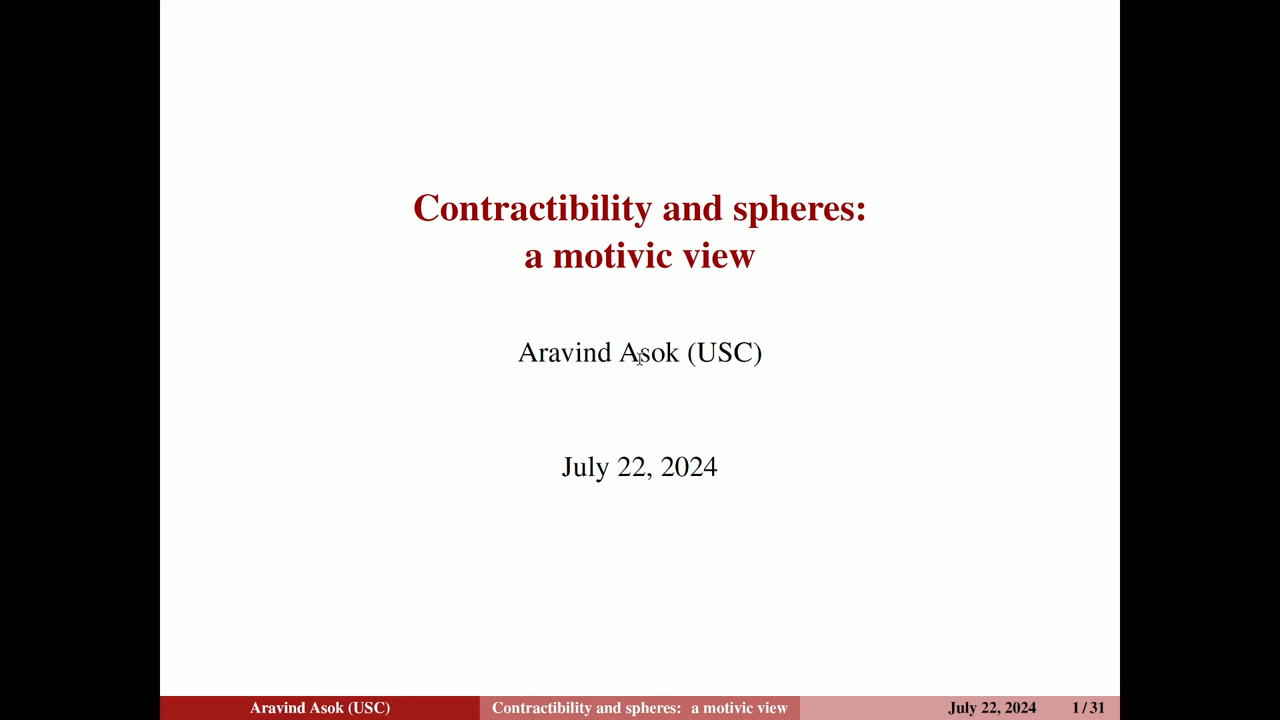 Contractibility and spheres:
a motivic view
Aravind Asok (USC)
July 22, 2024
Aravind Asok (USC)
Contractibility and spheres: a motivic view
July 22, 2024
1 / 31